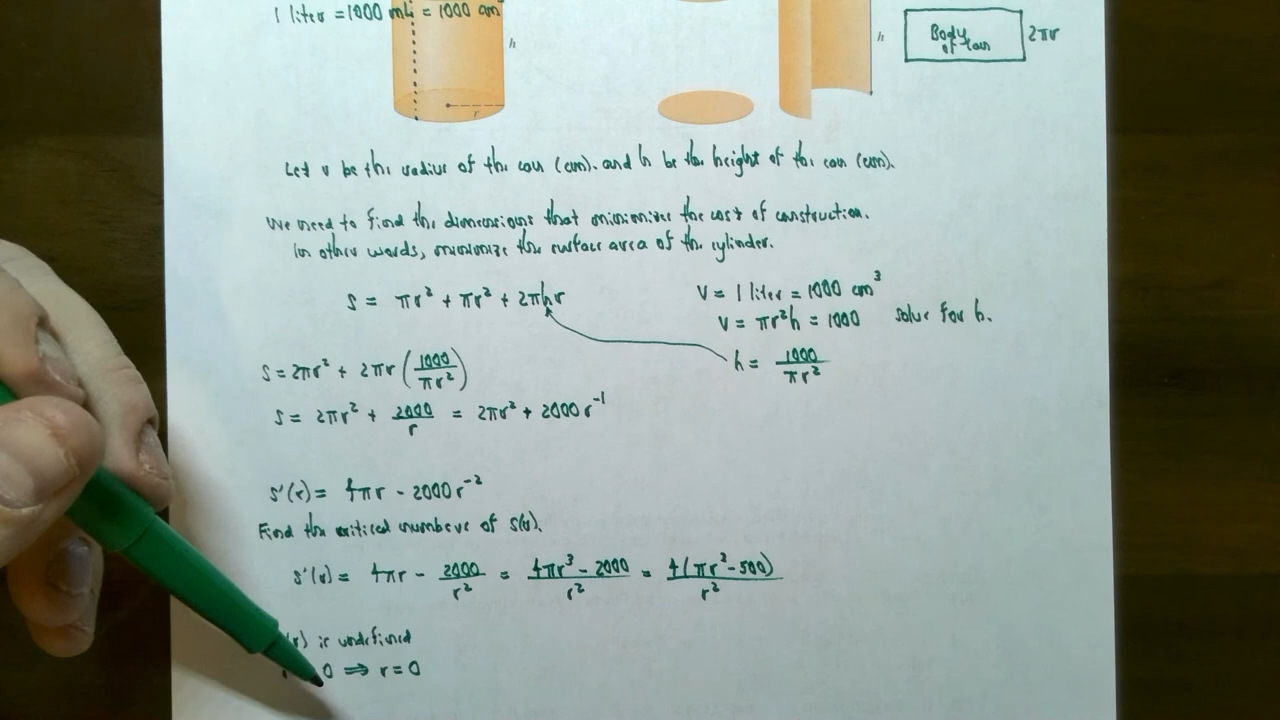 1 liter = 1000 mL = 1000 cm
h
r
h
Body of can
2πr
Let r be the radius of the can (cm). and h be the height of the can (cm).
We need to find the dimensions that minimizes the cost of construction.
In other words, minimize the surface area of the cylinder.
S = πr² + πr² + 2πhr
V = 1 liter = 1000 cm³
V = πr²h = 1000 solve for h.
h = 1000/πr²
S = 2πr² + 2πr (1000/πr²)
S = 2πr² + 2000/r = 2πr² + 2000r⁻¹
S'(r) = 4πr - 2000r⁻²
Find the critical numbers of S(r).
S'(r) = 4πr - 2000/r² = 4πr³ - 2000/r² = 4(πr³-500)/r²
(r) is undefined
0 ⟹ r = 0